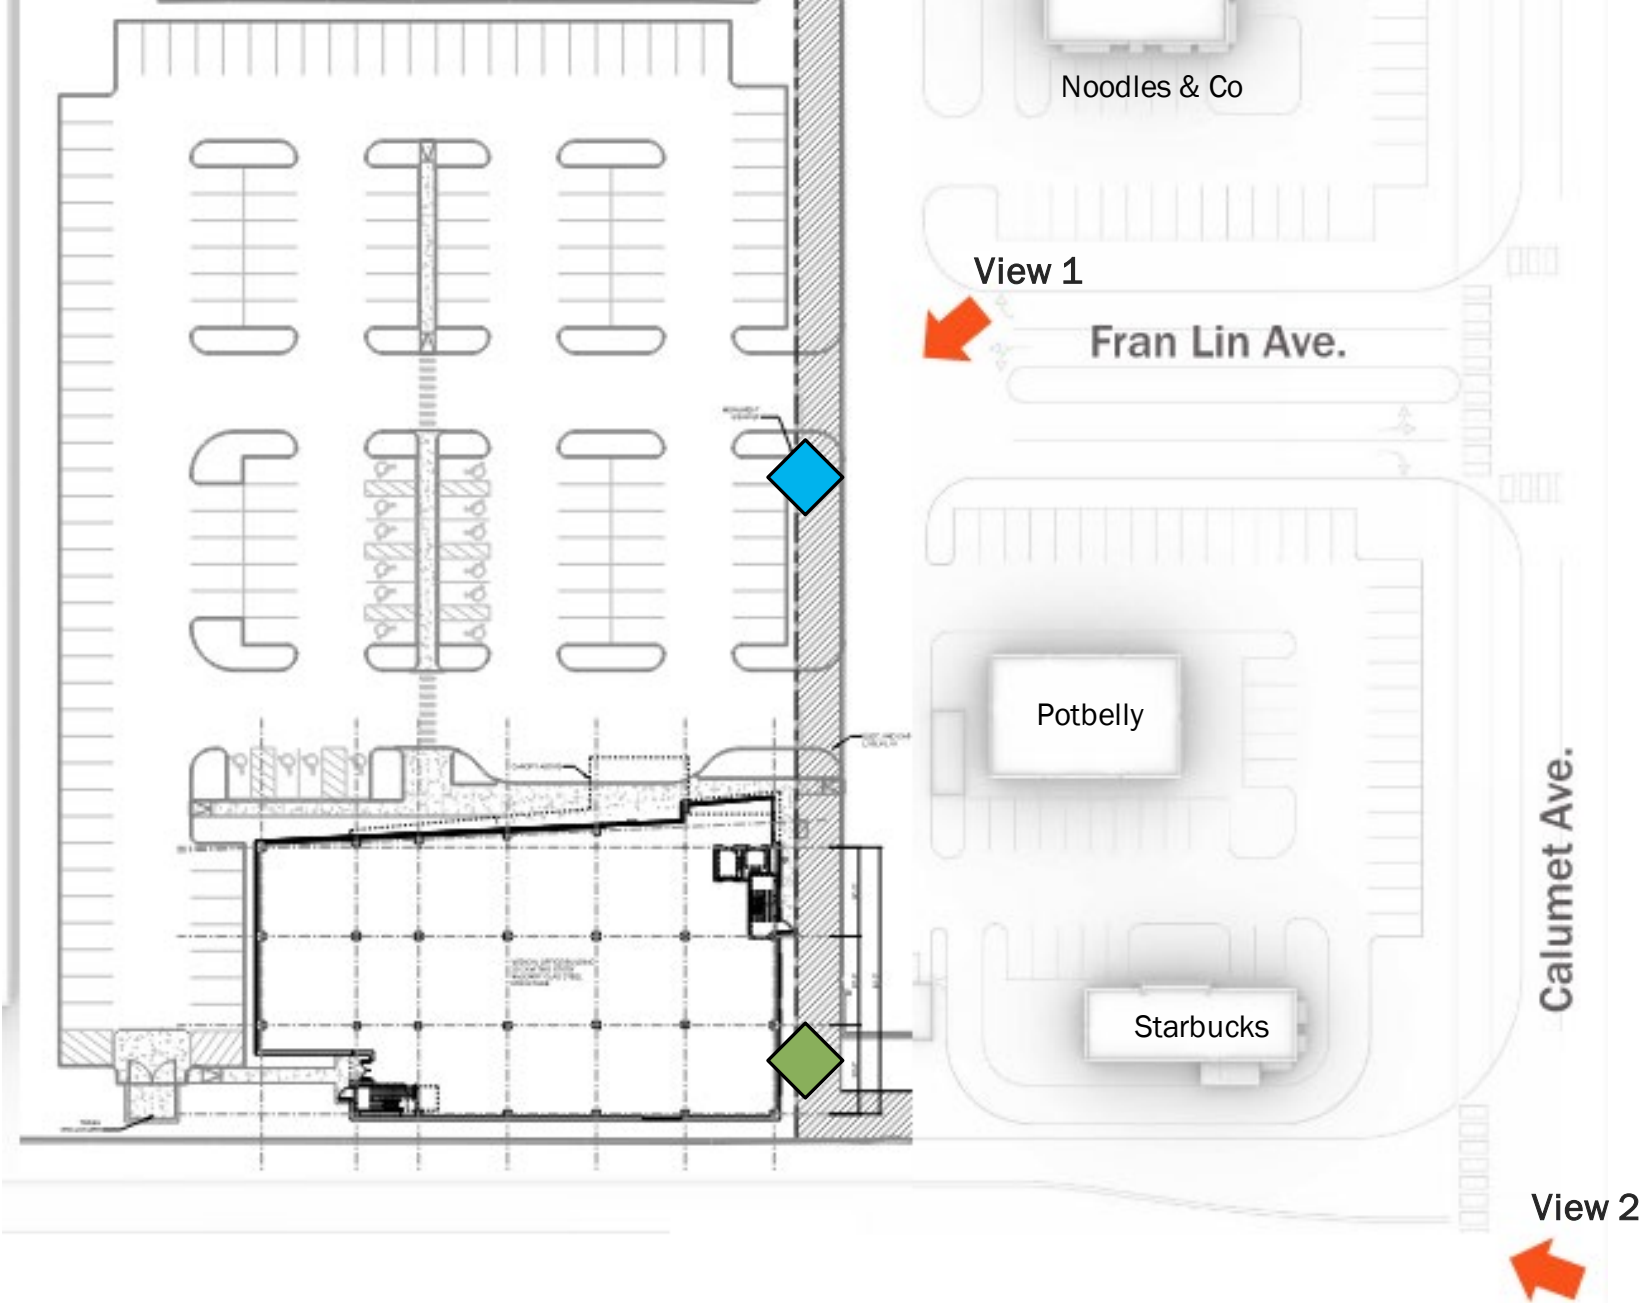 Noodles & Co
View 1
Fran Lin Ave.
Potbelly
Calumet Ave.
Starbucks
View 2